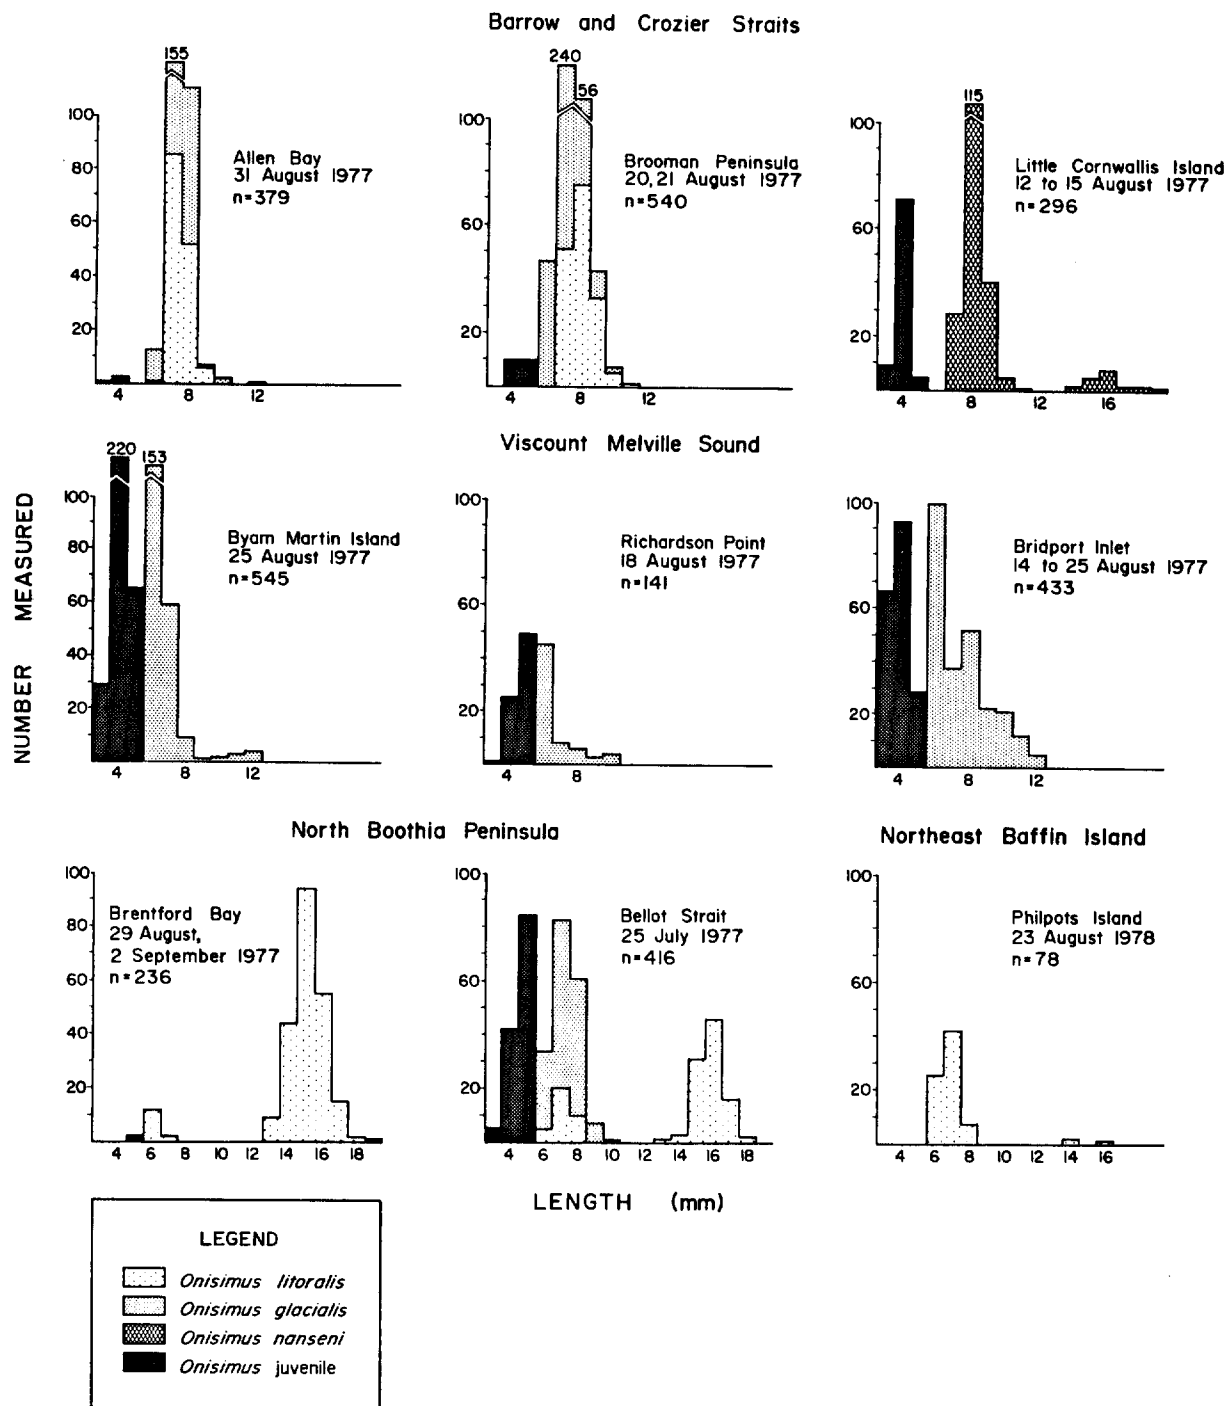 Barrow and Crozier Straits
155
100
80
60
40
20
4
8
12
Allen Bay
31 August 1977
n=379
240
56
100
60
20
4
8
12
Brooman Peninsula
20, 21 August 1977
n=540
115
100
60
20
4
8
12
16
Little Cornwallis Island
12 to 15 August 1977
n=296
Viscount Melville Sound
220
153
100
80
60
40
20
4
8
12
Byam Martin Island
25 August 1977
n=545
100
60
20
4
8
Richardson Point
18 August 1977
n=141
100
60
20
4
8
12
Bridport Inlet
14 to 25 August 1977
n=433
NUMBER MEASURED
North Boothia Peninsula
Northeast Baffin Island
100
80
60
40
20
4 6 8 10 12 14 16 18
Brentford Bay
29 August,
2 September 1977
n=236
100
60
20
4 6 8 10 12 14 16 18
Bellot Strait
25 July 1977
n=416
100
60
20
4 6 8 10 12 14 16
Philpots Island
23 August 1978
n=78
LENGTH (mm)
LEGEND
Onisimus litoralis
Onisimus glacialis
Onisimus nanseni
Onisimus juvenile